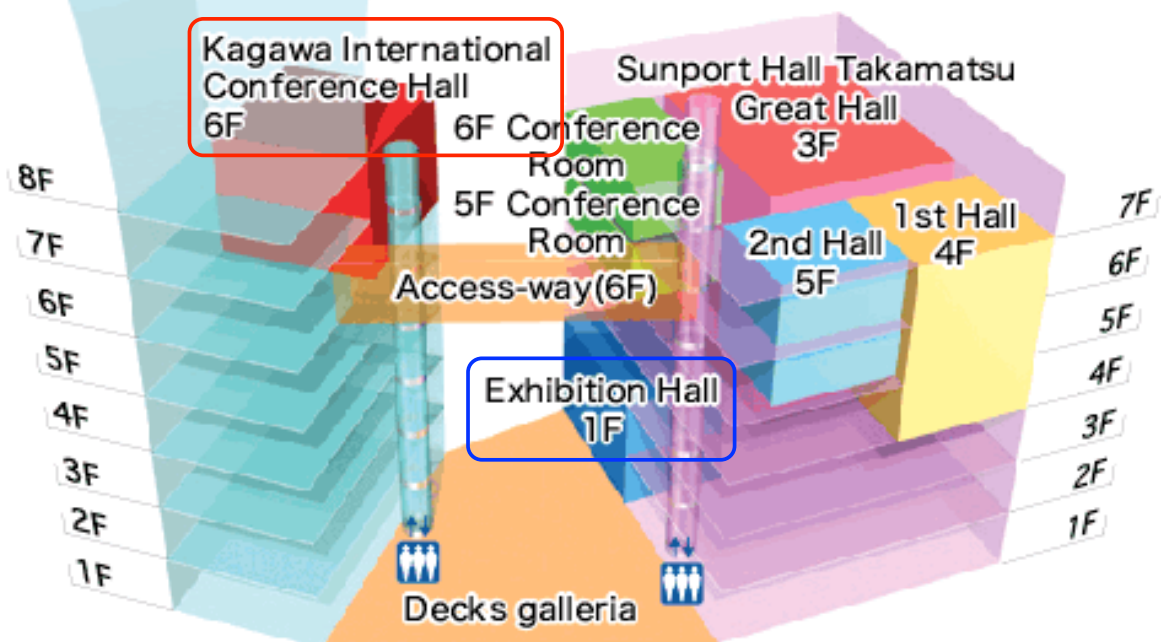 Kagawa International
Conference Hall
6F
Sunport Hall Takamatsu
Great Hall
3F
6F Conference
Room
5F Conference
Room
1st Hall
4F
2nd Hall
5F
Access-way(6F)
Exhibition Hall
1F
Decks galleria
8F
7F
6F
5F
4F
3F
2F
1F
7F
6F
5F
4F
3F
2F
1F